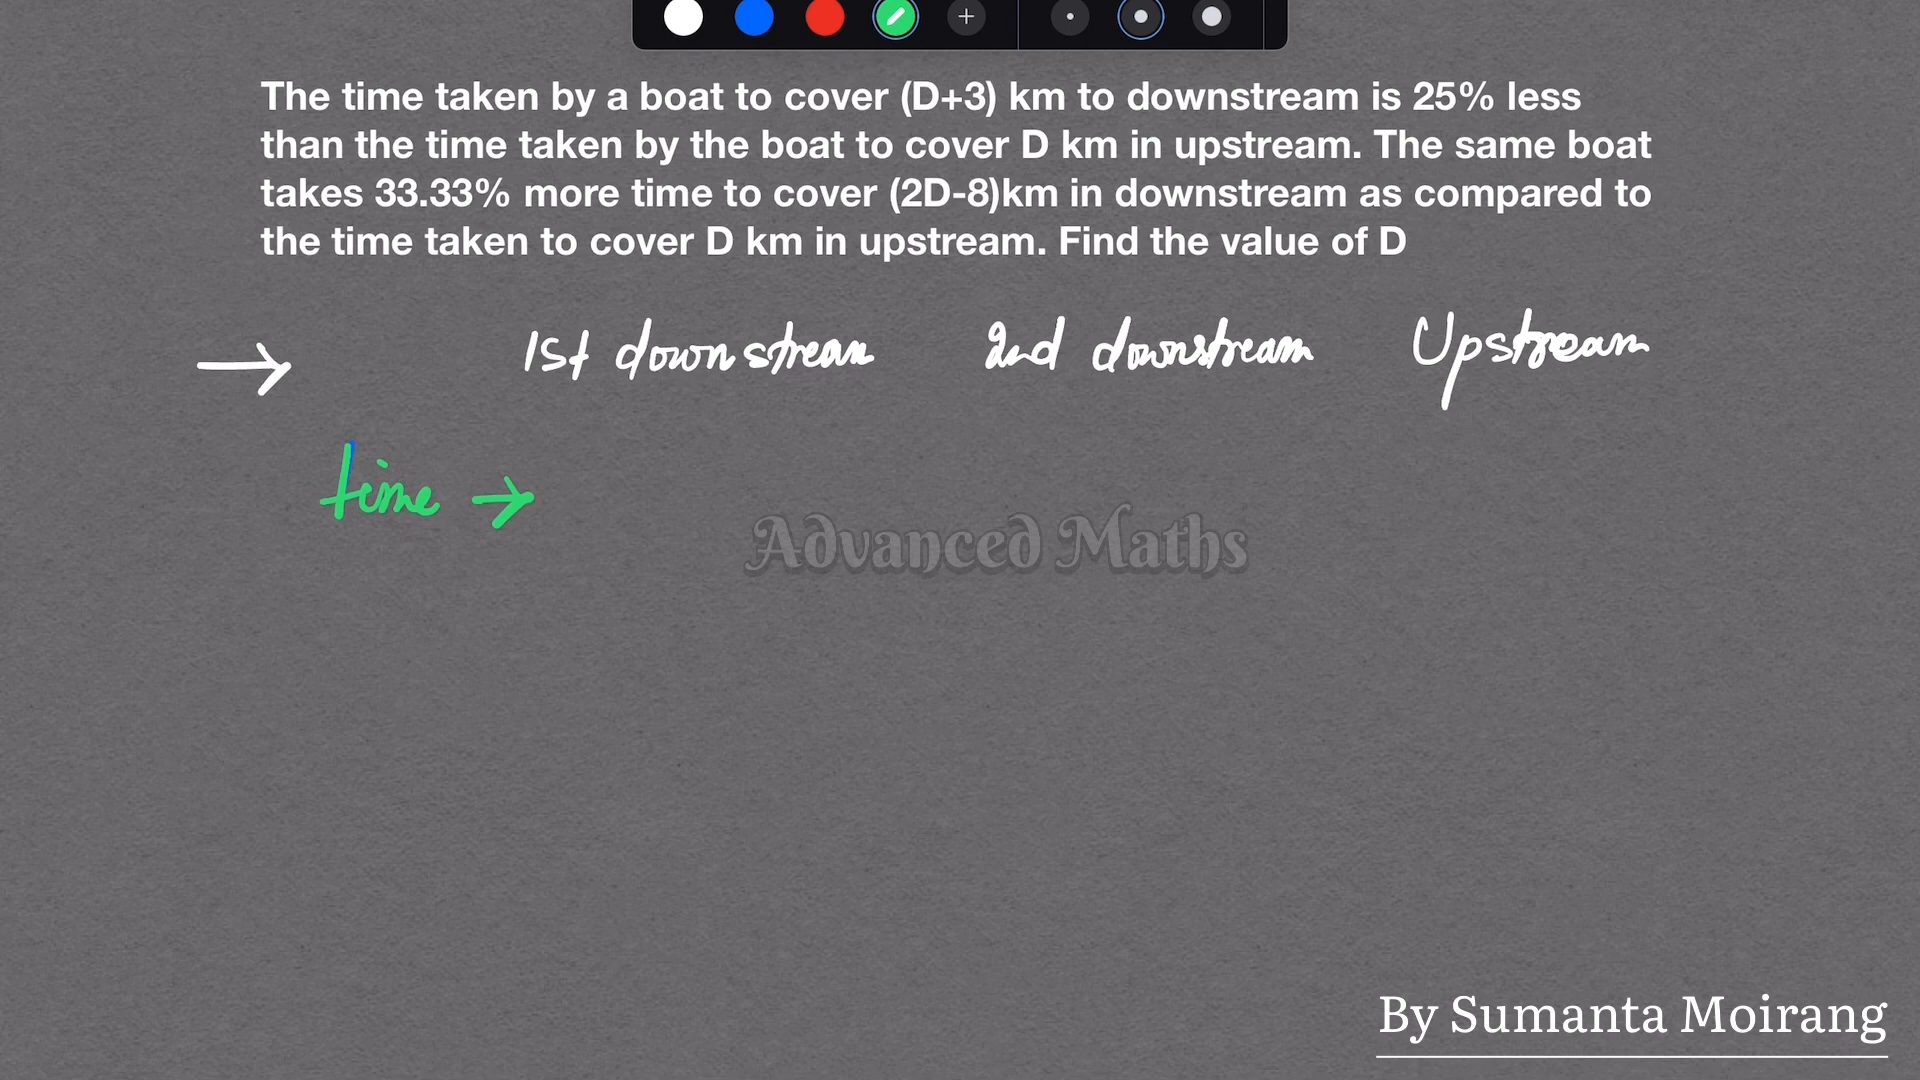 The time taken by a boat to cover (D+3) km to downstream is 25% less
than the time taken by the boat to cover D km in upstream. The same boat
takes 33.33% more time to cover (2D-8)km in downstream as compared to
the time taken to cover D km in upstream. Find the value of D
→ 1st downstream 2nd downstream Upstream
time →
Advanced Maths
By Sumanta Moirang